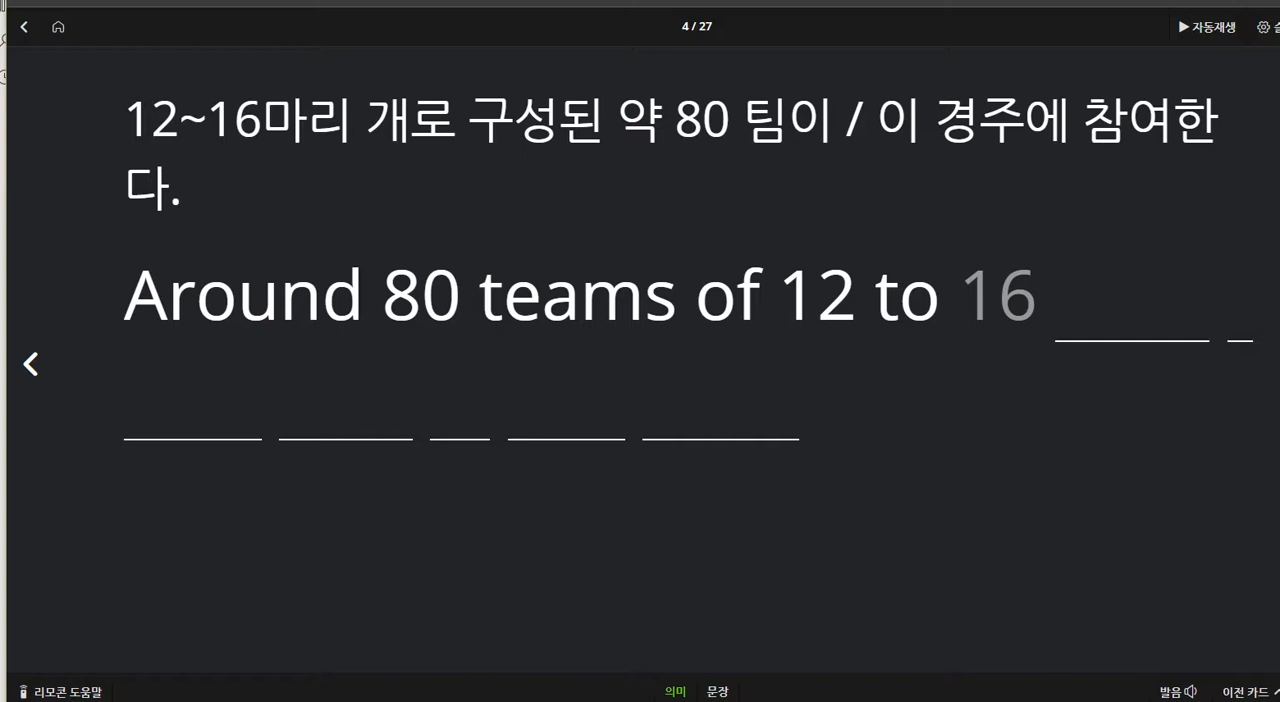 4 / 27
▶ 자동재생
12~16마리 개로 구성된 약 80 팀이 / 이 경주에 참여한
다.
Around 80 teams of 12 to 16
리모콘 도움말
의미 문장
발음 이전 카드